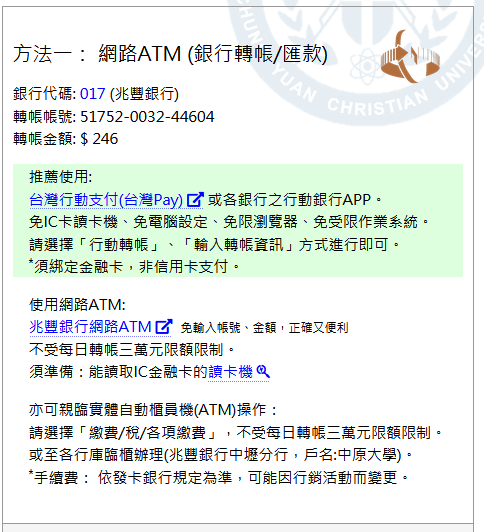 YUAN CHRISTIAN UNIVERS
方法一： 網路ATM (銀行轉帳/匯款)
銀行代碼: 017 (兆豐銀行)
轉帳帳號: 51752-0032-44604
轉帳金額: $ 246
推薦使用:
台灣行動支付(台灣Pay) 或各銀行之行動銀行APP。
免IC卡讀卡機、免電腦設定、免限瀏覽器、免受限作業系統。
請選擇「行動轉帳」、「輸入轉帳資訊」方式進行即可。
*須綁定金融卡，非信用卡支付。
使用網路ATM:
兆豐銀行網路ATM 免輸入帳號、金額，正確又便利
不受每日轉帳三萬元限額限制。
須準備：能讀取IC金融卡的讀卡機
亦可親臨實體自動櫃員機(ATM)操作：
請選擇「繳費/稅/各項繳費」，不受每日轉帳三萬元限額限制。
或至各行庫臨櫃辦理(兆豐銀行中壢分行，戶名:中原大學)。
*手續費： 依發卡銀行規定為準，可能因行銷活動而變更。